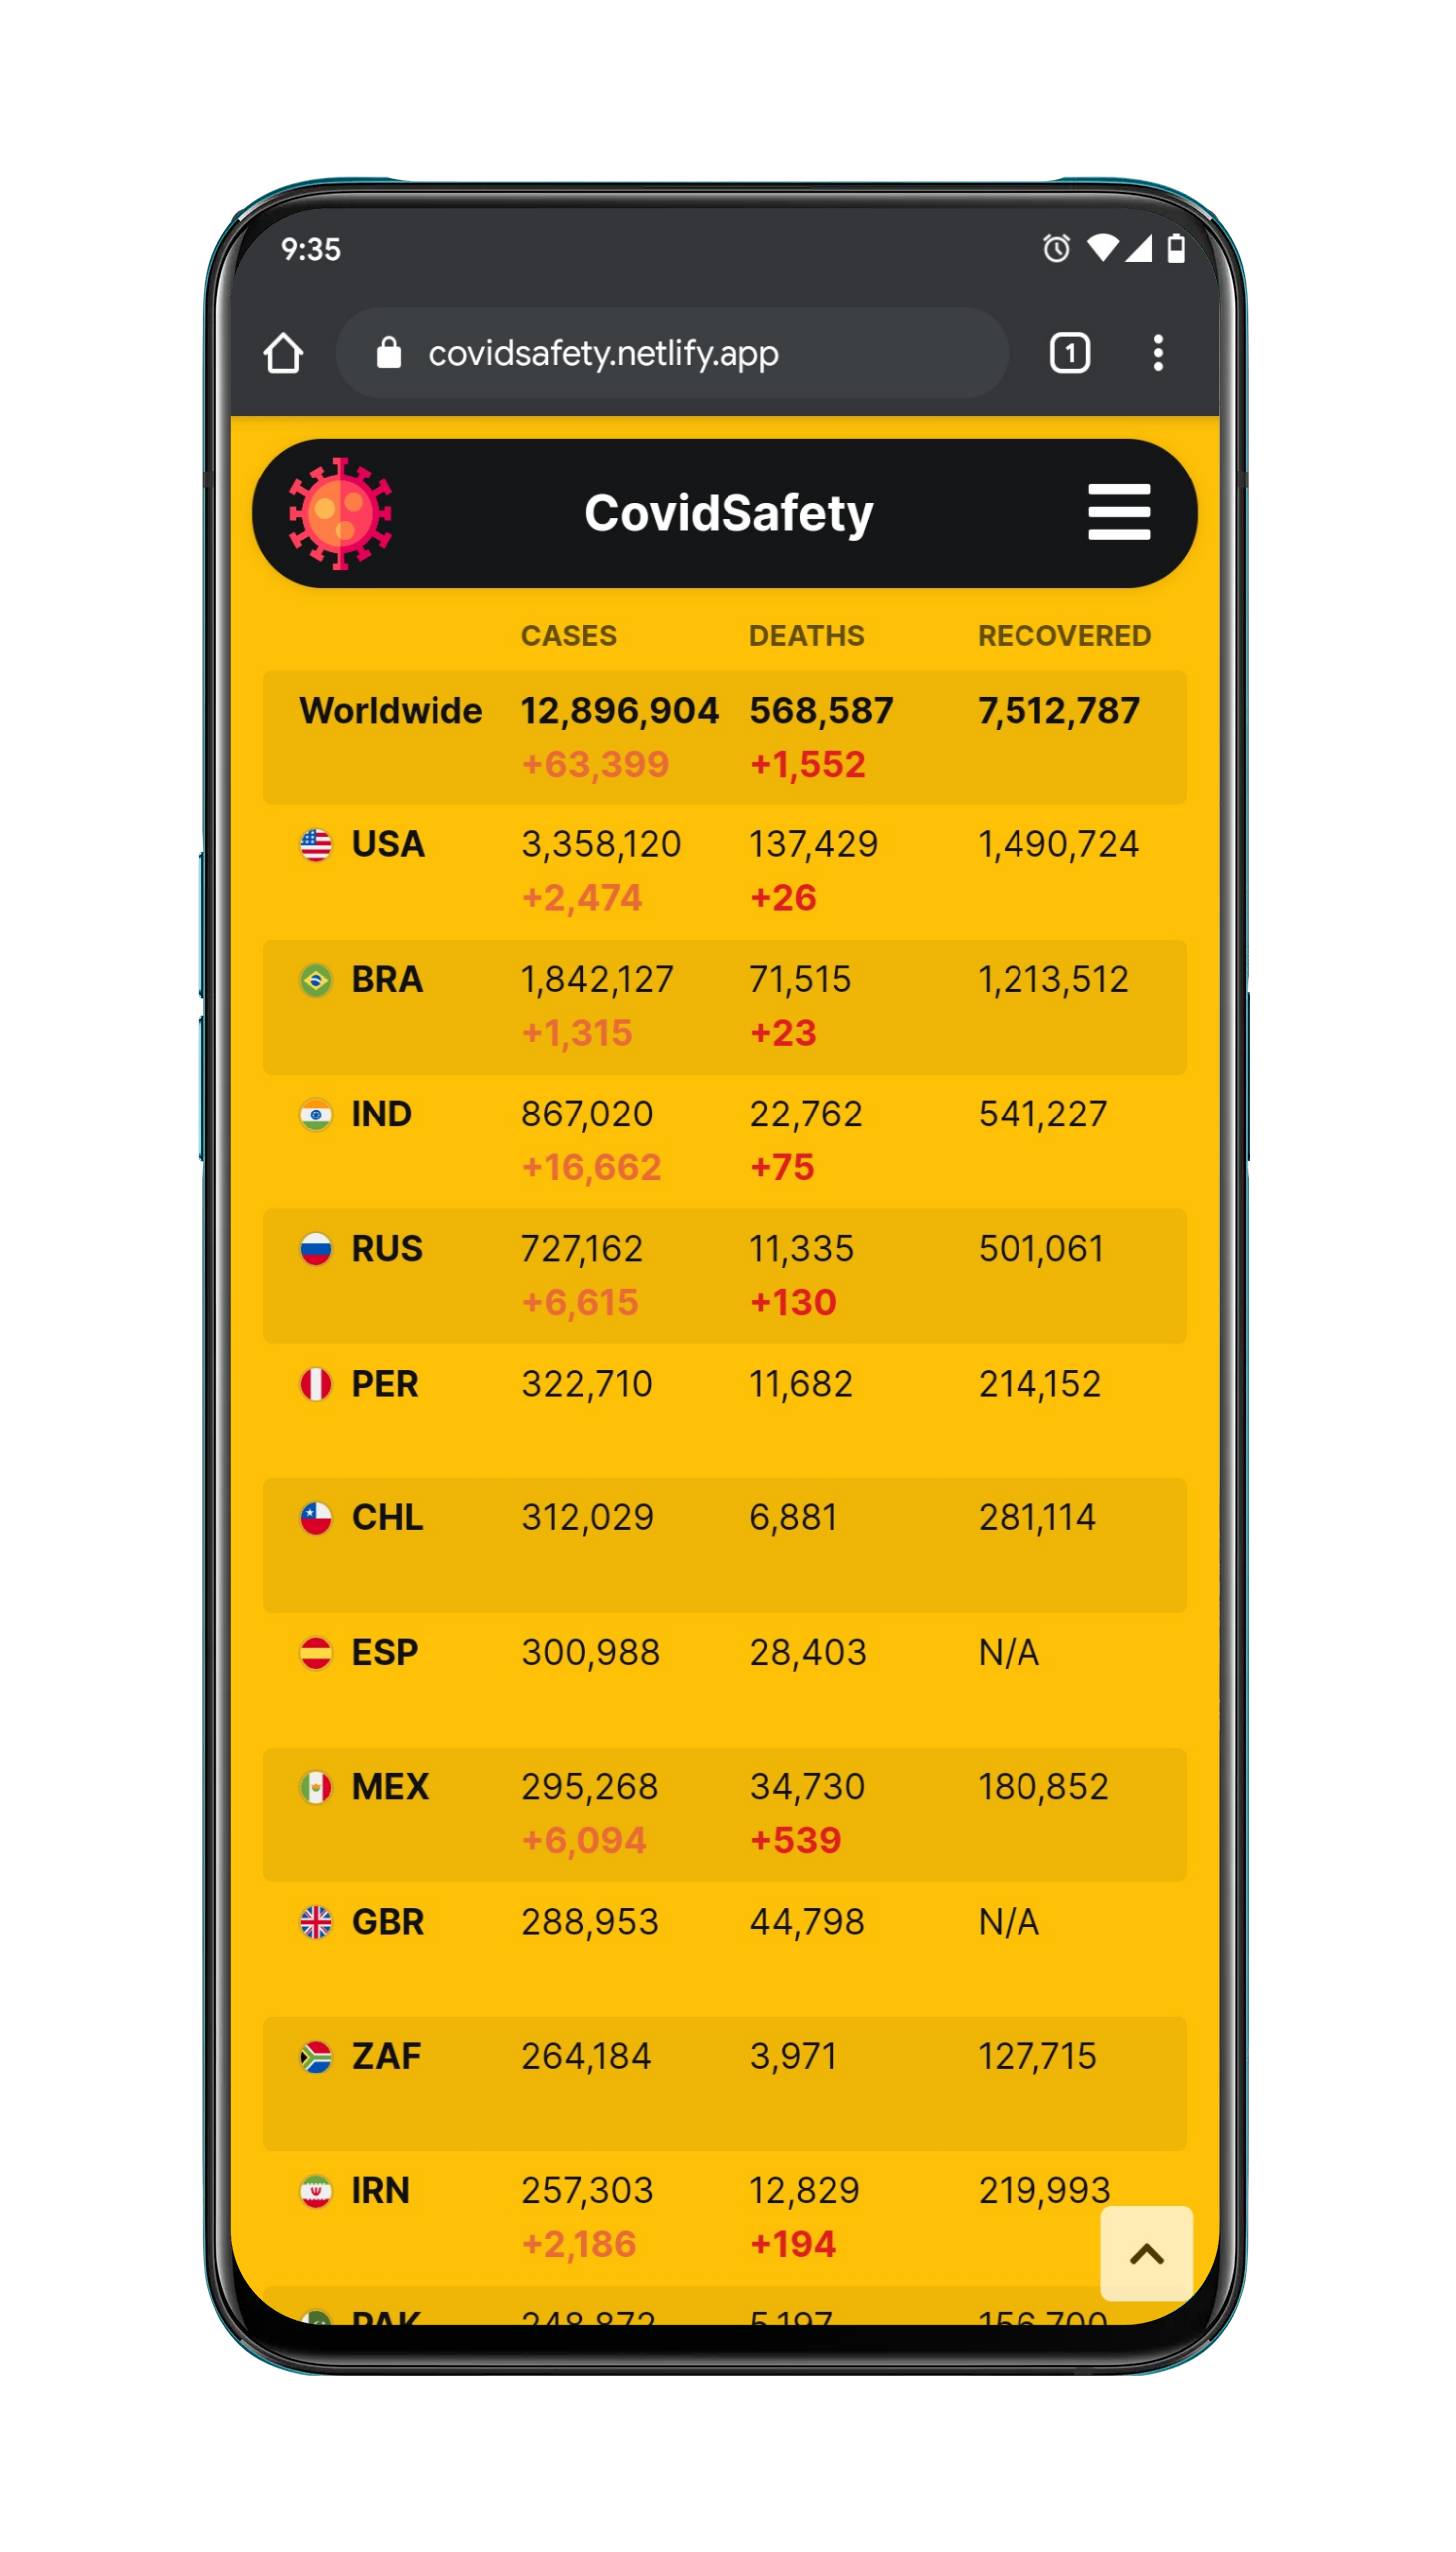 9:35
covidsafety.netlify.app 1
CovidSafety
CASES DEATHS RECOVERED
Worldwide 12,896,904 568,587 7,512,787
+63,399 +1,552
USA 3,358,120 137,429 1,490,724
+2,474 +26
BRA 1,842,127 71,515 1,213,512
+1,315 +23
IND 867,020 22,762 541,227
+16,662 +75
RUS 727,162 11,335 501,061
+6,615 +130
PER 322,710 11,682 214,152
CHL 312,029 6,881 281,114
ESP 300,988 28,403 N/A
MEX 295,268 34,730 180,852
+6,094 +539
GBR 288,953 44,798 N/A
ZAF 264,184 3,971 127,715
IRN 257,303 12,829 219,993
+2,186 +194
PAK 248,872 5,197 156,700